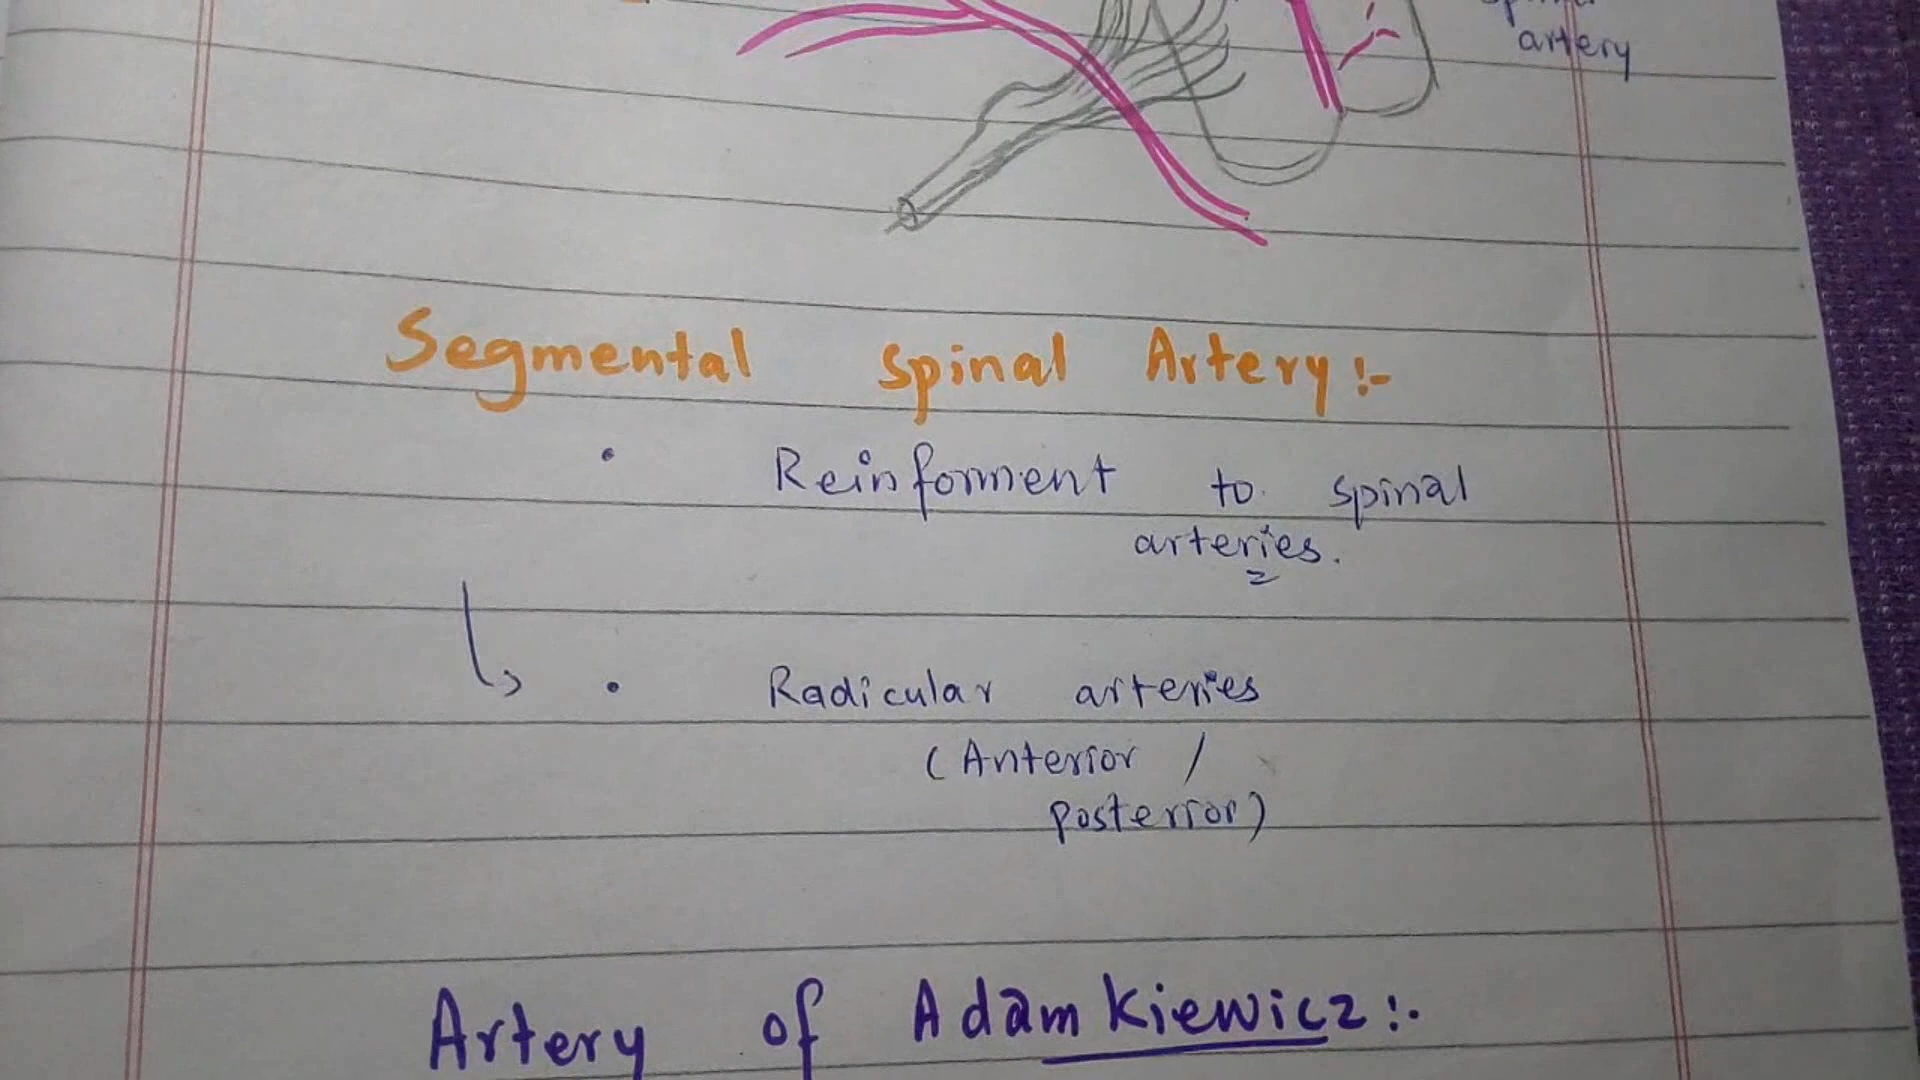 artery
Segmental spinal Artery:-
• Reinforment to spinal
arteries.
• Radicular arteries
(Anterior /
posterior)
Artery of Adamkiewicz:-